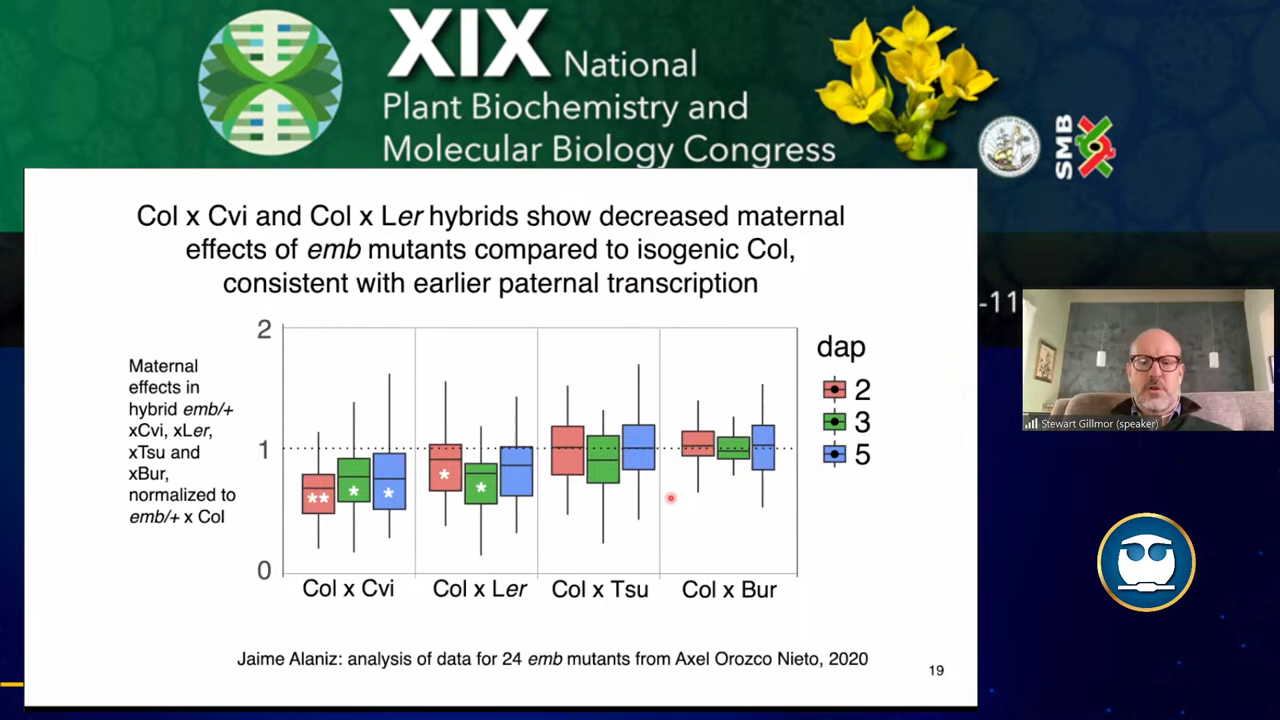 XIX National
Plant Biochemistry and
Molecular Biology Congress
SMB
-11
Col x Cvi and Col x Ler hybrids show decreased maternal
effects of emb mutants compared to isogenic Col,
consistent with earlier paternal transcription
Maternal
effects in
hybrid emb/+
xCvi, xLer,
xTsu and
xBur,
normalized to
emb/+ x Col
2
1
0
** * *
* *
Col x Cvi
Col x Ler
Col x Tsu
Col x Bur
dap
2
3
5
Jaime Alaniz: analysis of data for 24 emb mutants from Axel Orozco Nieto, 2020
19
Stewart Gillmor (speaker)